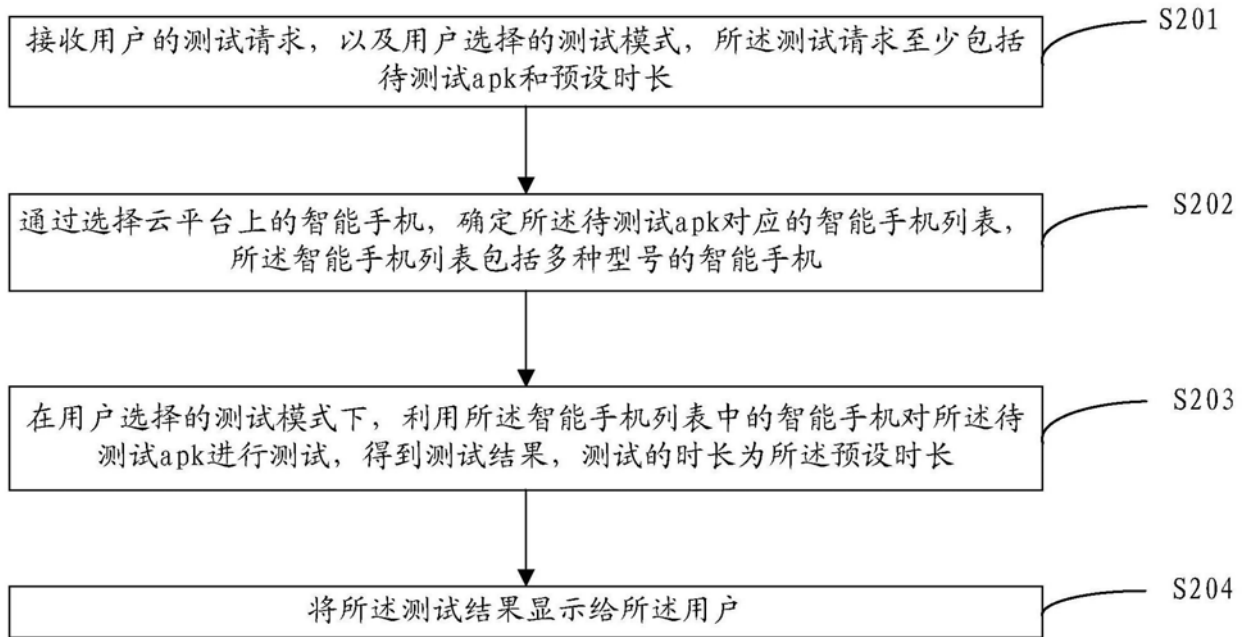 接收用户的测试请求，以及用户选择的测试模式，所述测试请求至少包括
待测试apk和预设时长
S201
通过选择云平台上的智能手机，确定所述待测试apk对应的智能手机列表，
所述智能手机列表包括多种型号的智能手机
S202
在用户选择的测试模式下，利用所述智能手机列表中的智能手机对所述待
测试apk进行测试，得到测试结果，测试的时长为所述预设时长
S203
将所述测试结果显示给所述用户
S204